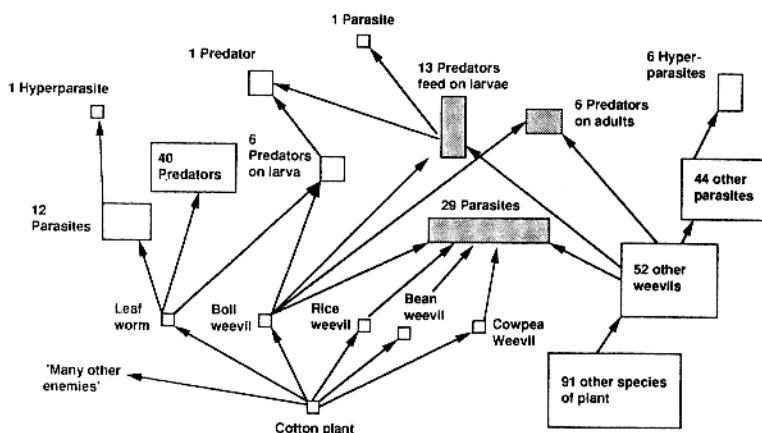 1 Parasite
1 Predator
13 Predators
feed on larvae
6 Hyper-
parasites
1 Hyperparasite
6 Predators
on adults
40
Predators
6
Predators
on larva
44 other
parasites
12
Parasites
29 Parasites
52 other
weevils
Leaf
worm
Boll
weevil
Rice
weevil
Bean
weevil
Cowpea
Weevil
'Many other
enemies'
91 other species
of plant
Cotton plant